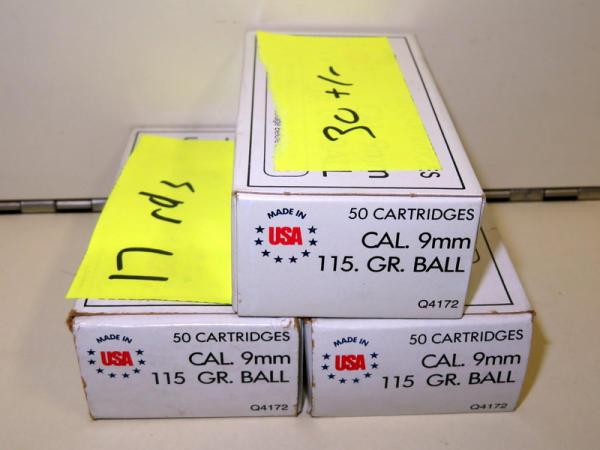 30 +/-
17 rds
MADE IN
USA
50 CARTRIDGES
CAL. 9mm
115. GR. BALL
Q4172
MADE IN
USA
50 CARTRIDGES
CAL. 9mm
115 GR. BALL
Q4172
MADE IN
USA
50 CARTRIDGES
CAL. 9mm
115 GR. BALL
Q4172